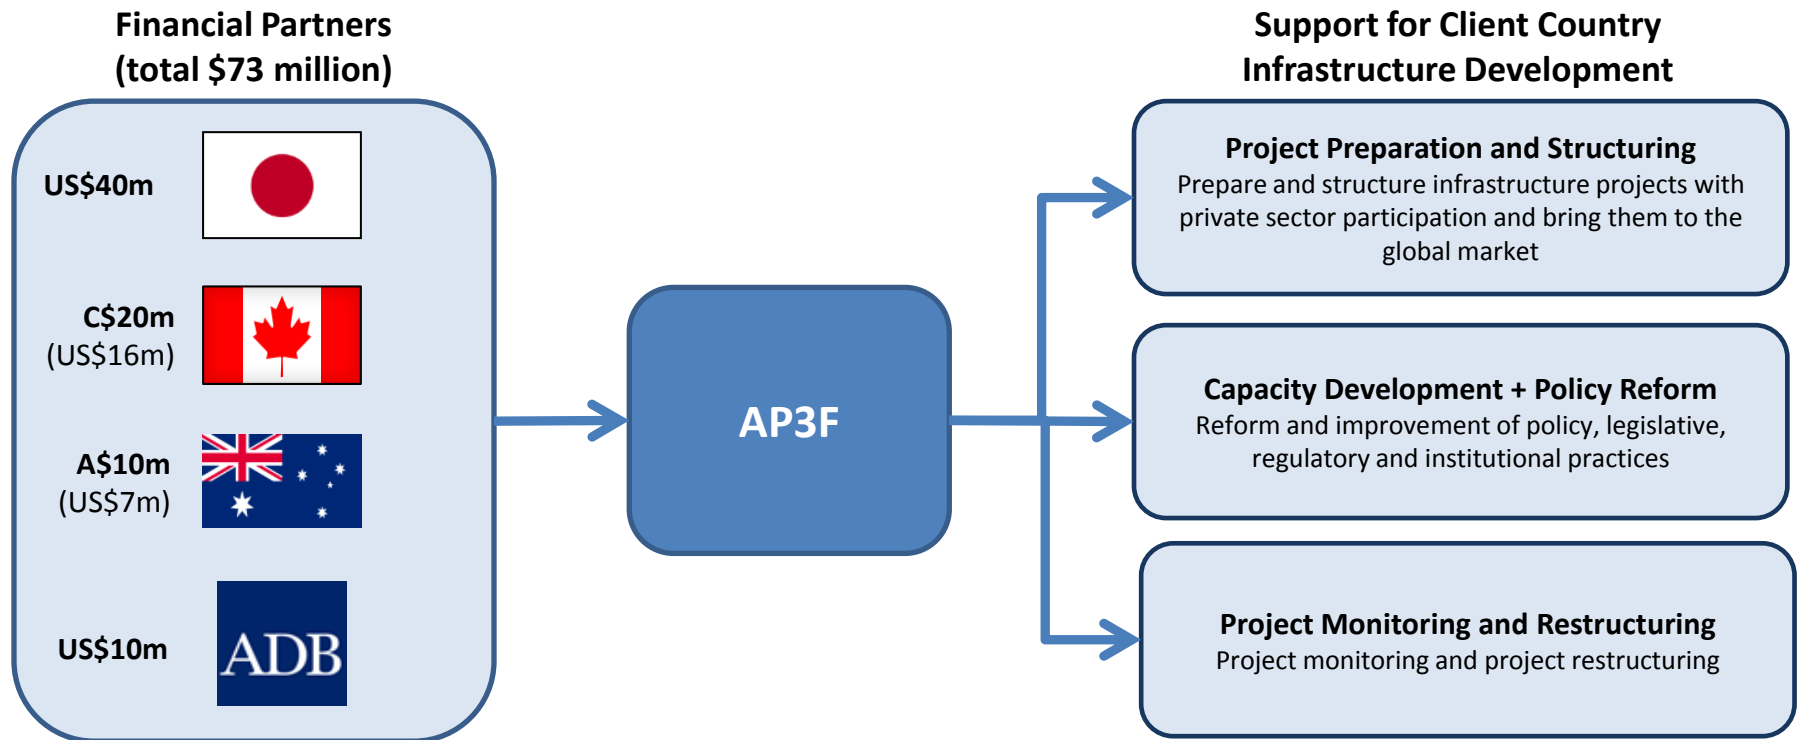 Financial Partners
(total $73 million)
US$40m
C$20m
(US$16m)
A$10m
(US$7m)
US$10m
ADB
AP3F
Support for Client Country
Infrastructure Development
Project Preparation and Structuring
Prepare and structure infrastructure projects with
private sector participation and bring them to the
global market
Capacity Development + Policy Reform
Reform and improvement of policy, legislative,
regulatory and institutional practices
Project Monitoring and Restructuring
Project monitoring and project restructuring